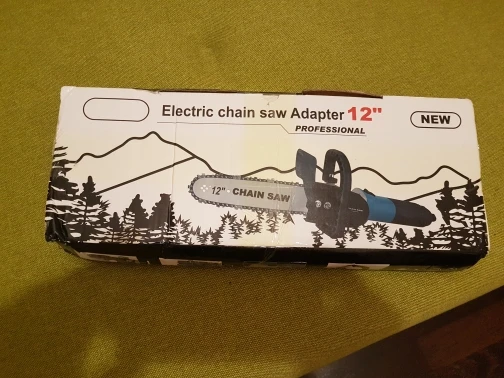 Electric chain saw Adapter 12"
NEW
PROFESSIONAL
12" CHAIN SAW